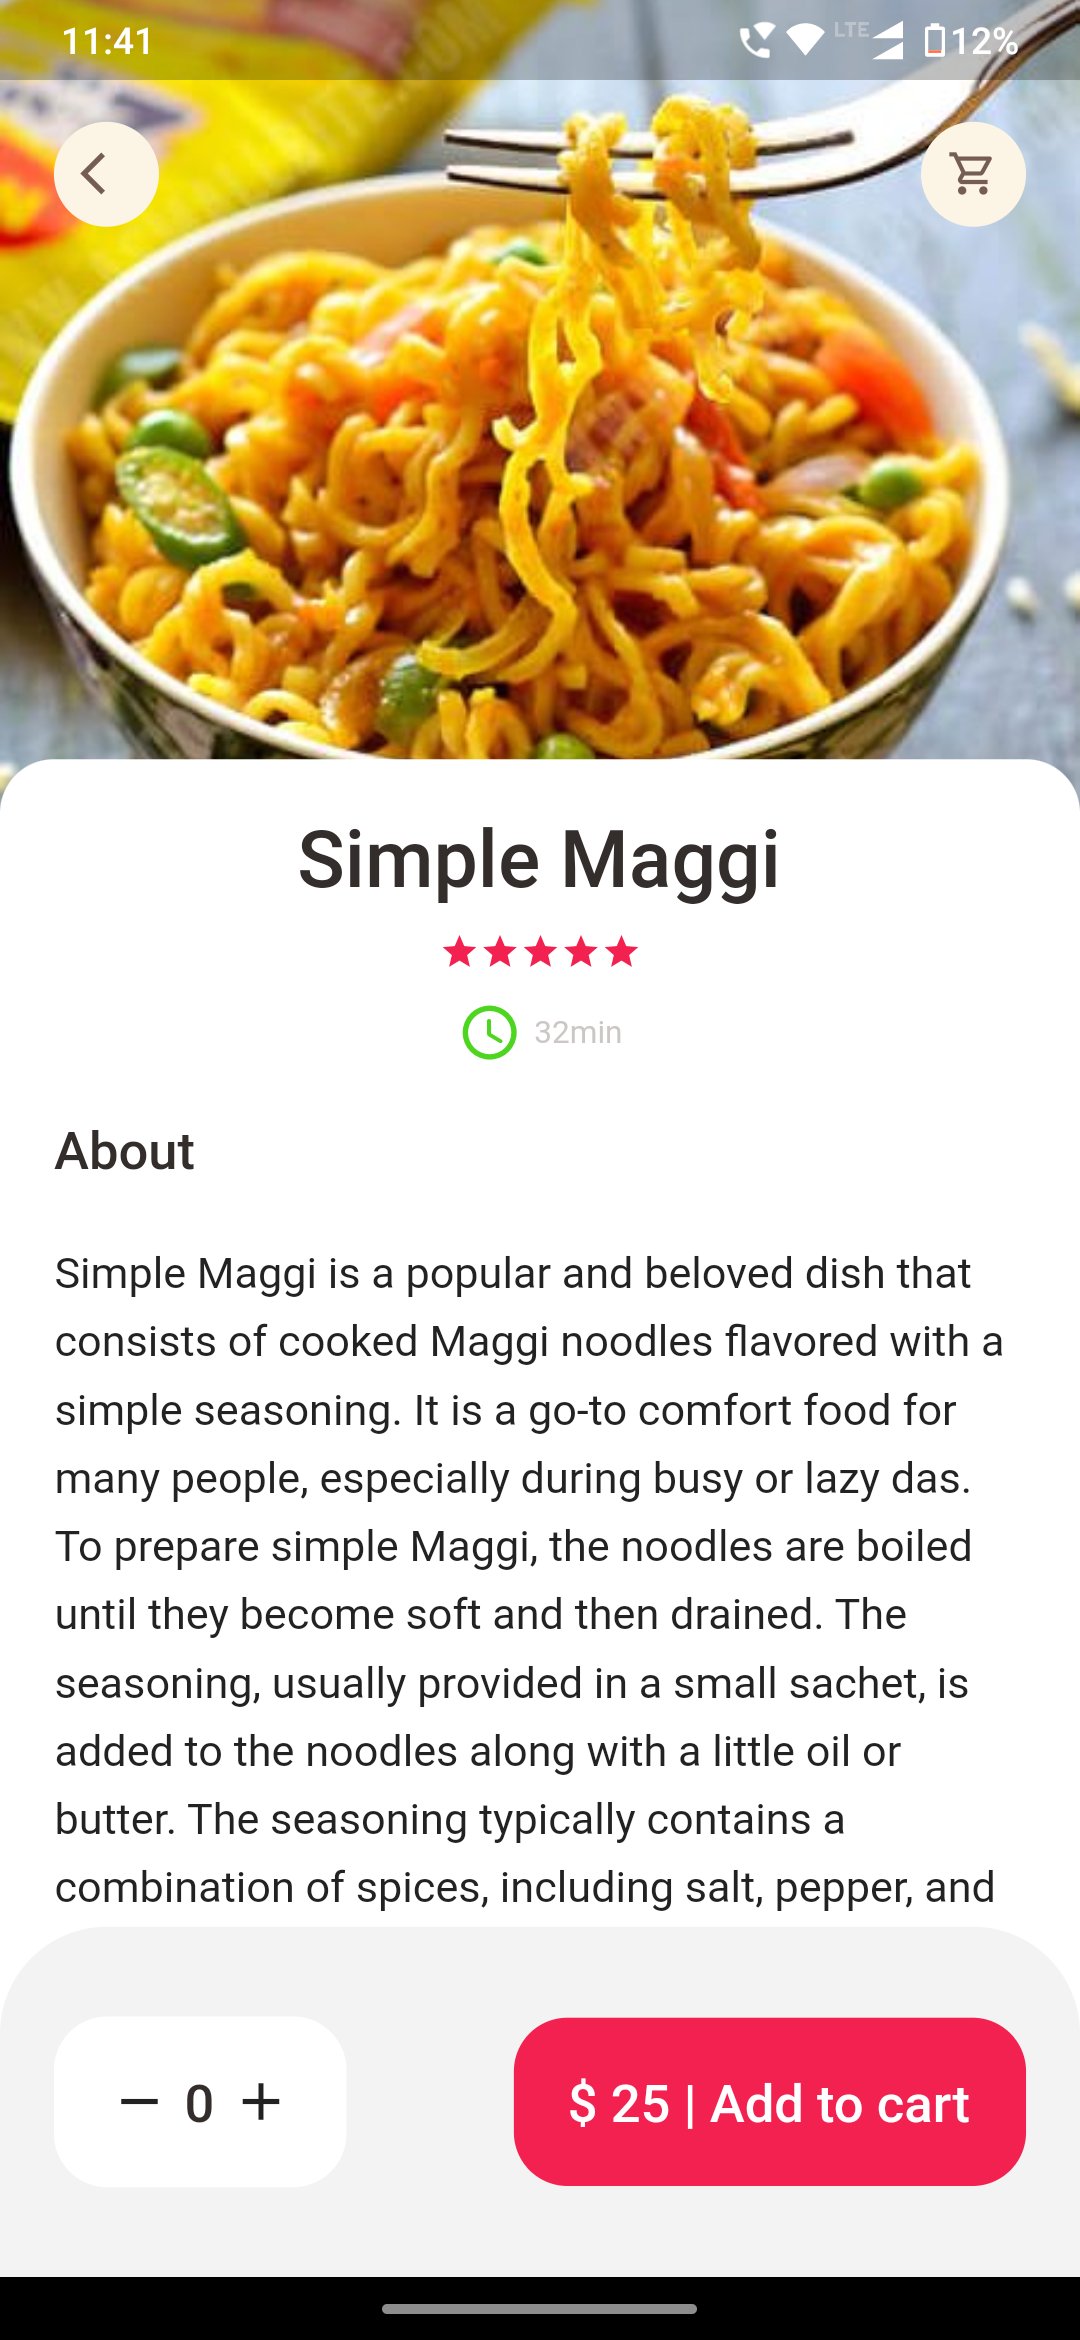 11:41
LTE
12%
Simple Maggi
32min
About
Simple Maggi is a popular and beloved dish that
consists of cooked Maggi noodles flavored with a
simple seasoning. It is a go-to comfort food for
many people, especially during busy or lazy das.
To prepare simple Maggi, the noodles are boiled
until they become soft and then drained. The
seasoning, usually provided in a small sachet, is
added to the noodles along with a little oil or
butter. The seasoning typically contains a
combination of spices, including salt, pepper, and
0
$ 25 | Add to cart